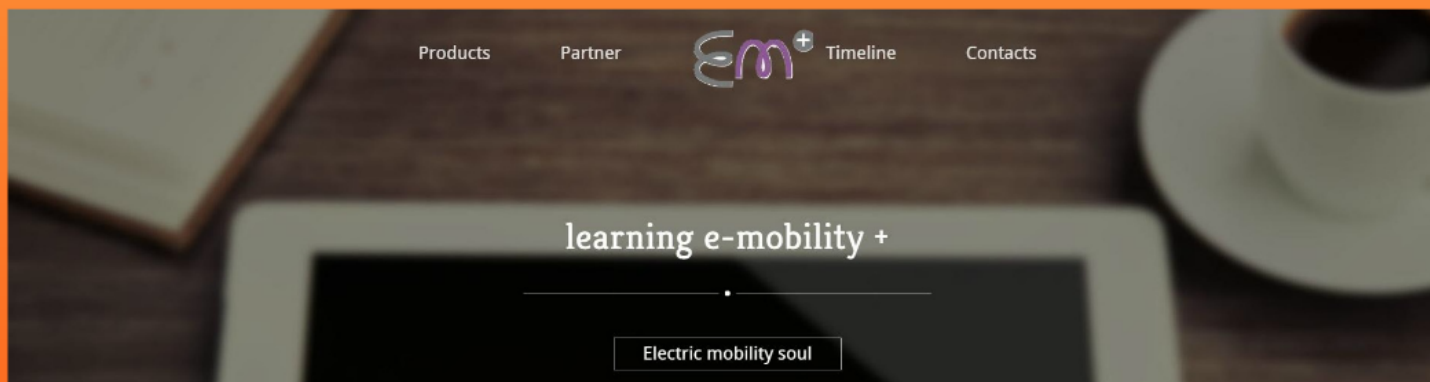 Products Partner Em+ Timeline Contacts
learning e-mobility +
Electric mobility soul